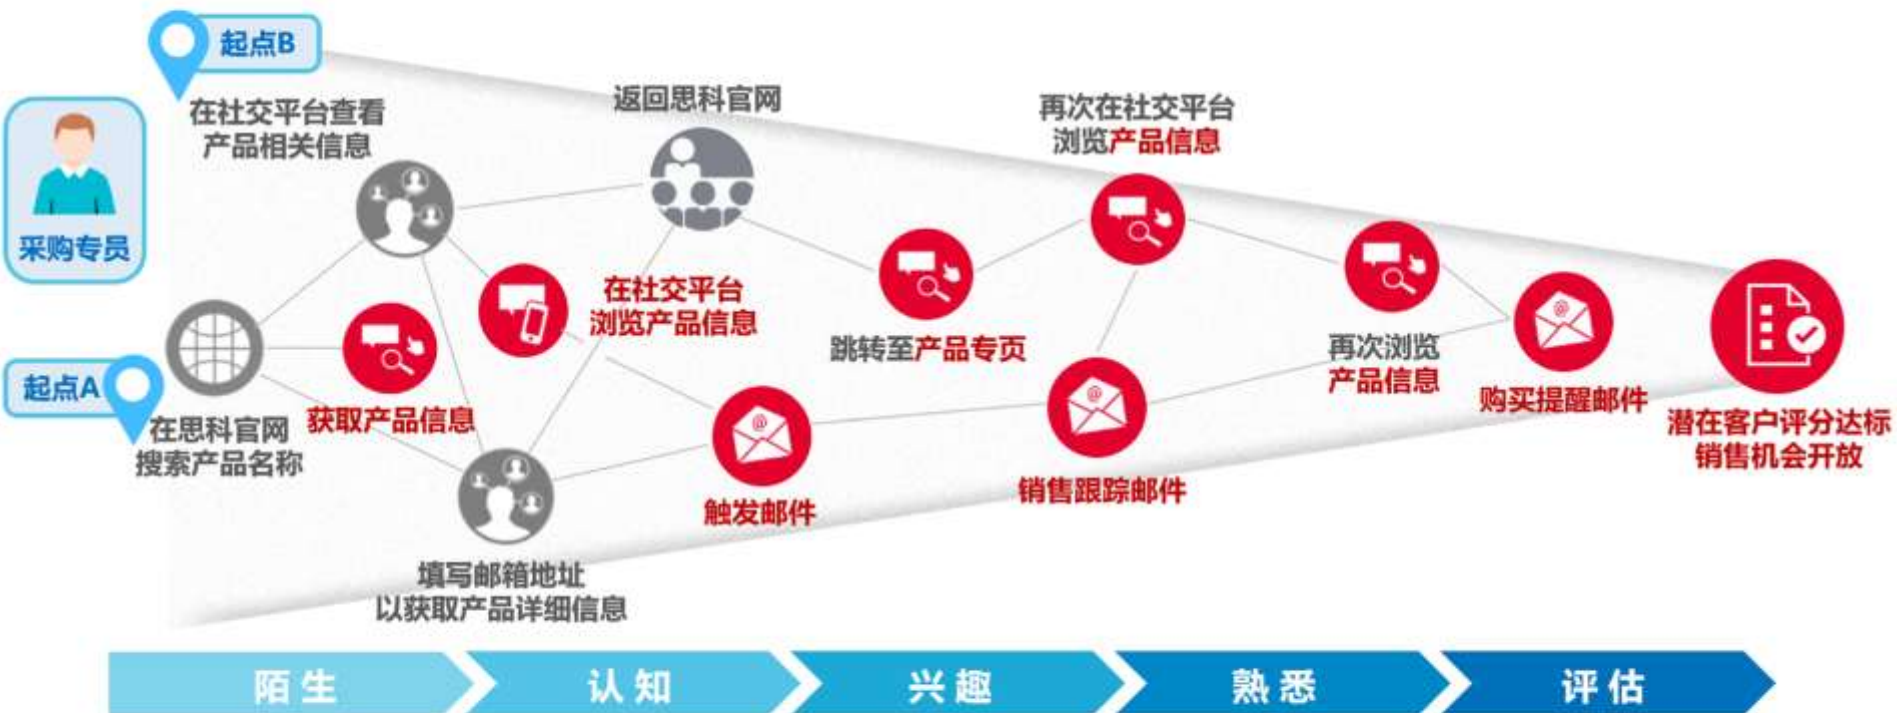 起点B
在社交平台查看
产品相关信息
采购专员
起点A
在思科官网
搜索产品名称
获取产品信息
填写邮箱地址
以获取产品详细信息
返回思科官网
在社交平台
浏览产品信息
触发邮件
跳转至产品专页
再次在社交平台
浏览产品信息
销售跟踪邮件
再次浏览
产品信息
购买提醒邮件
潜在客户评分达标
销售机会开放
陌生
认知
兴趣
熟悉
评估